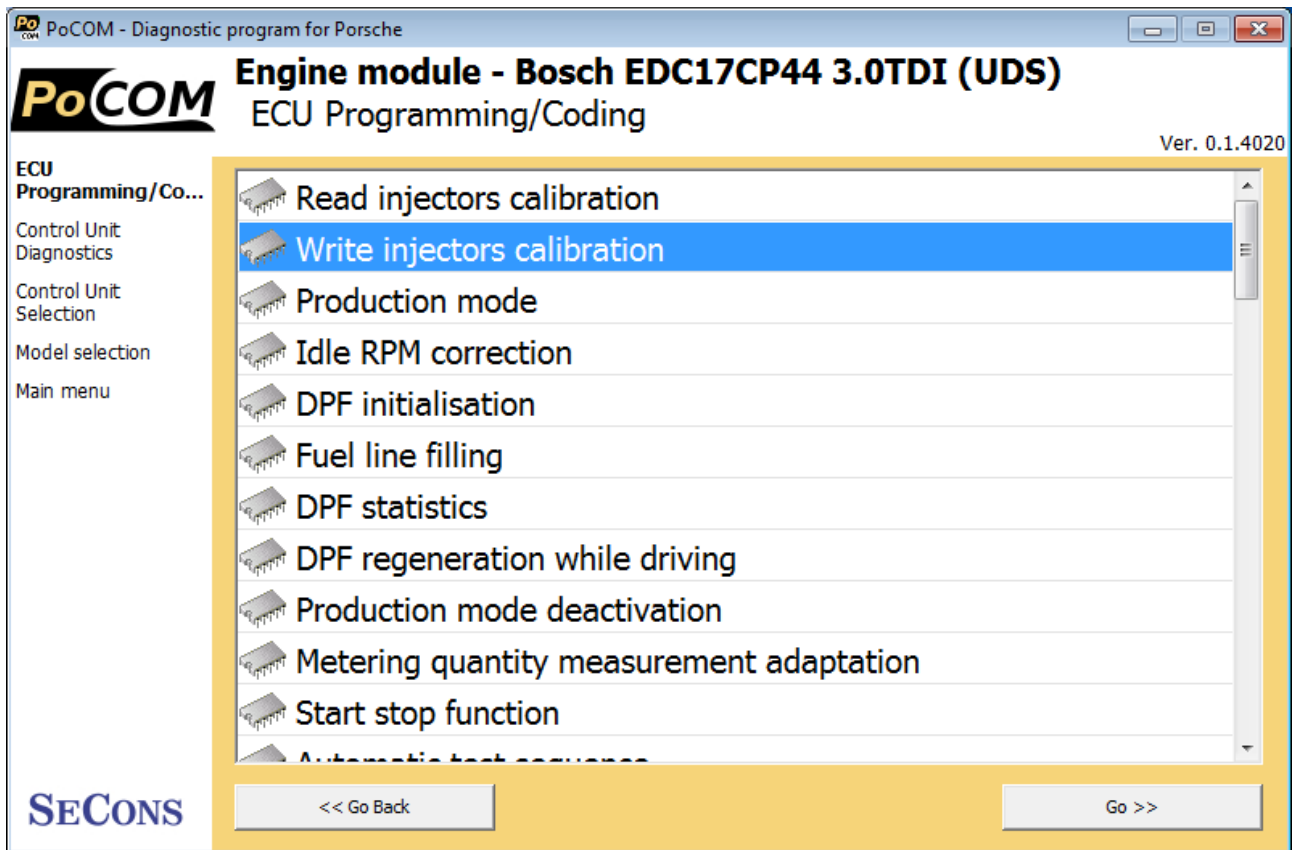 PoCOM - Diagnostic program for Porsche
PoCOM
Engine module - Bosch EDC17CP44 3.0TDI (UDS)
ECU Programming/Coding
Ver. 0.1.4020
ECU
Programming/Co...
Control Unit
Diagnostics
Control Unit
Selection
Model selection
Main menu
Read injectors calibration
Write injectors calibration
Production mode
Idle RPM correction
DPF initialisation
Fuel line filling
DPF statistics
DPF regeneration while driving
Production mode deactivation
Metering quantity measurement adaptation
Start stop function
Automatic test sequence
SECONS
<< Go Back
Go >>